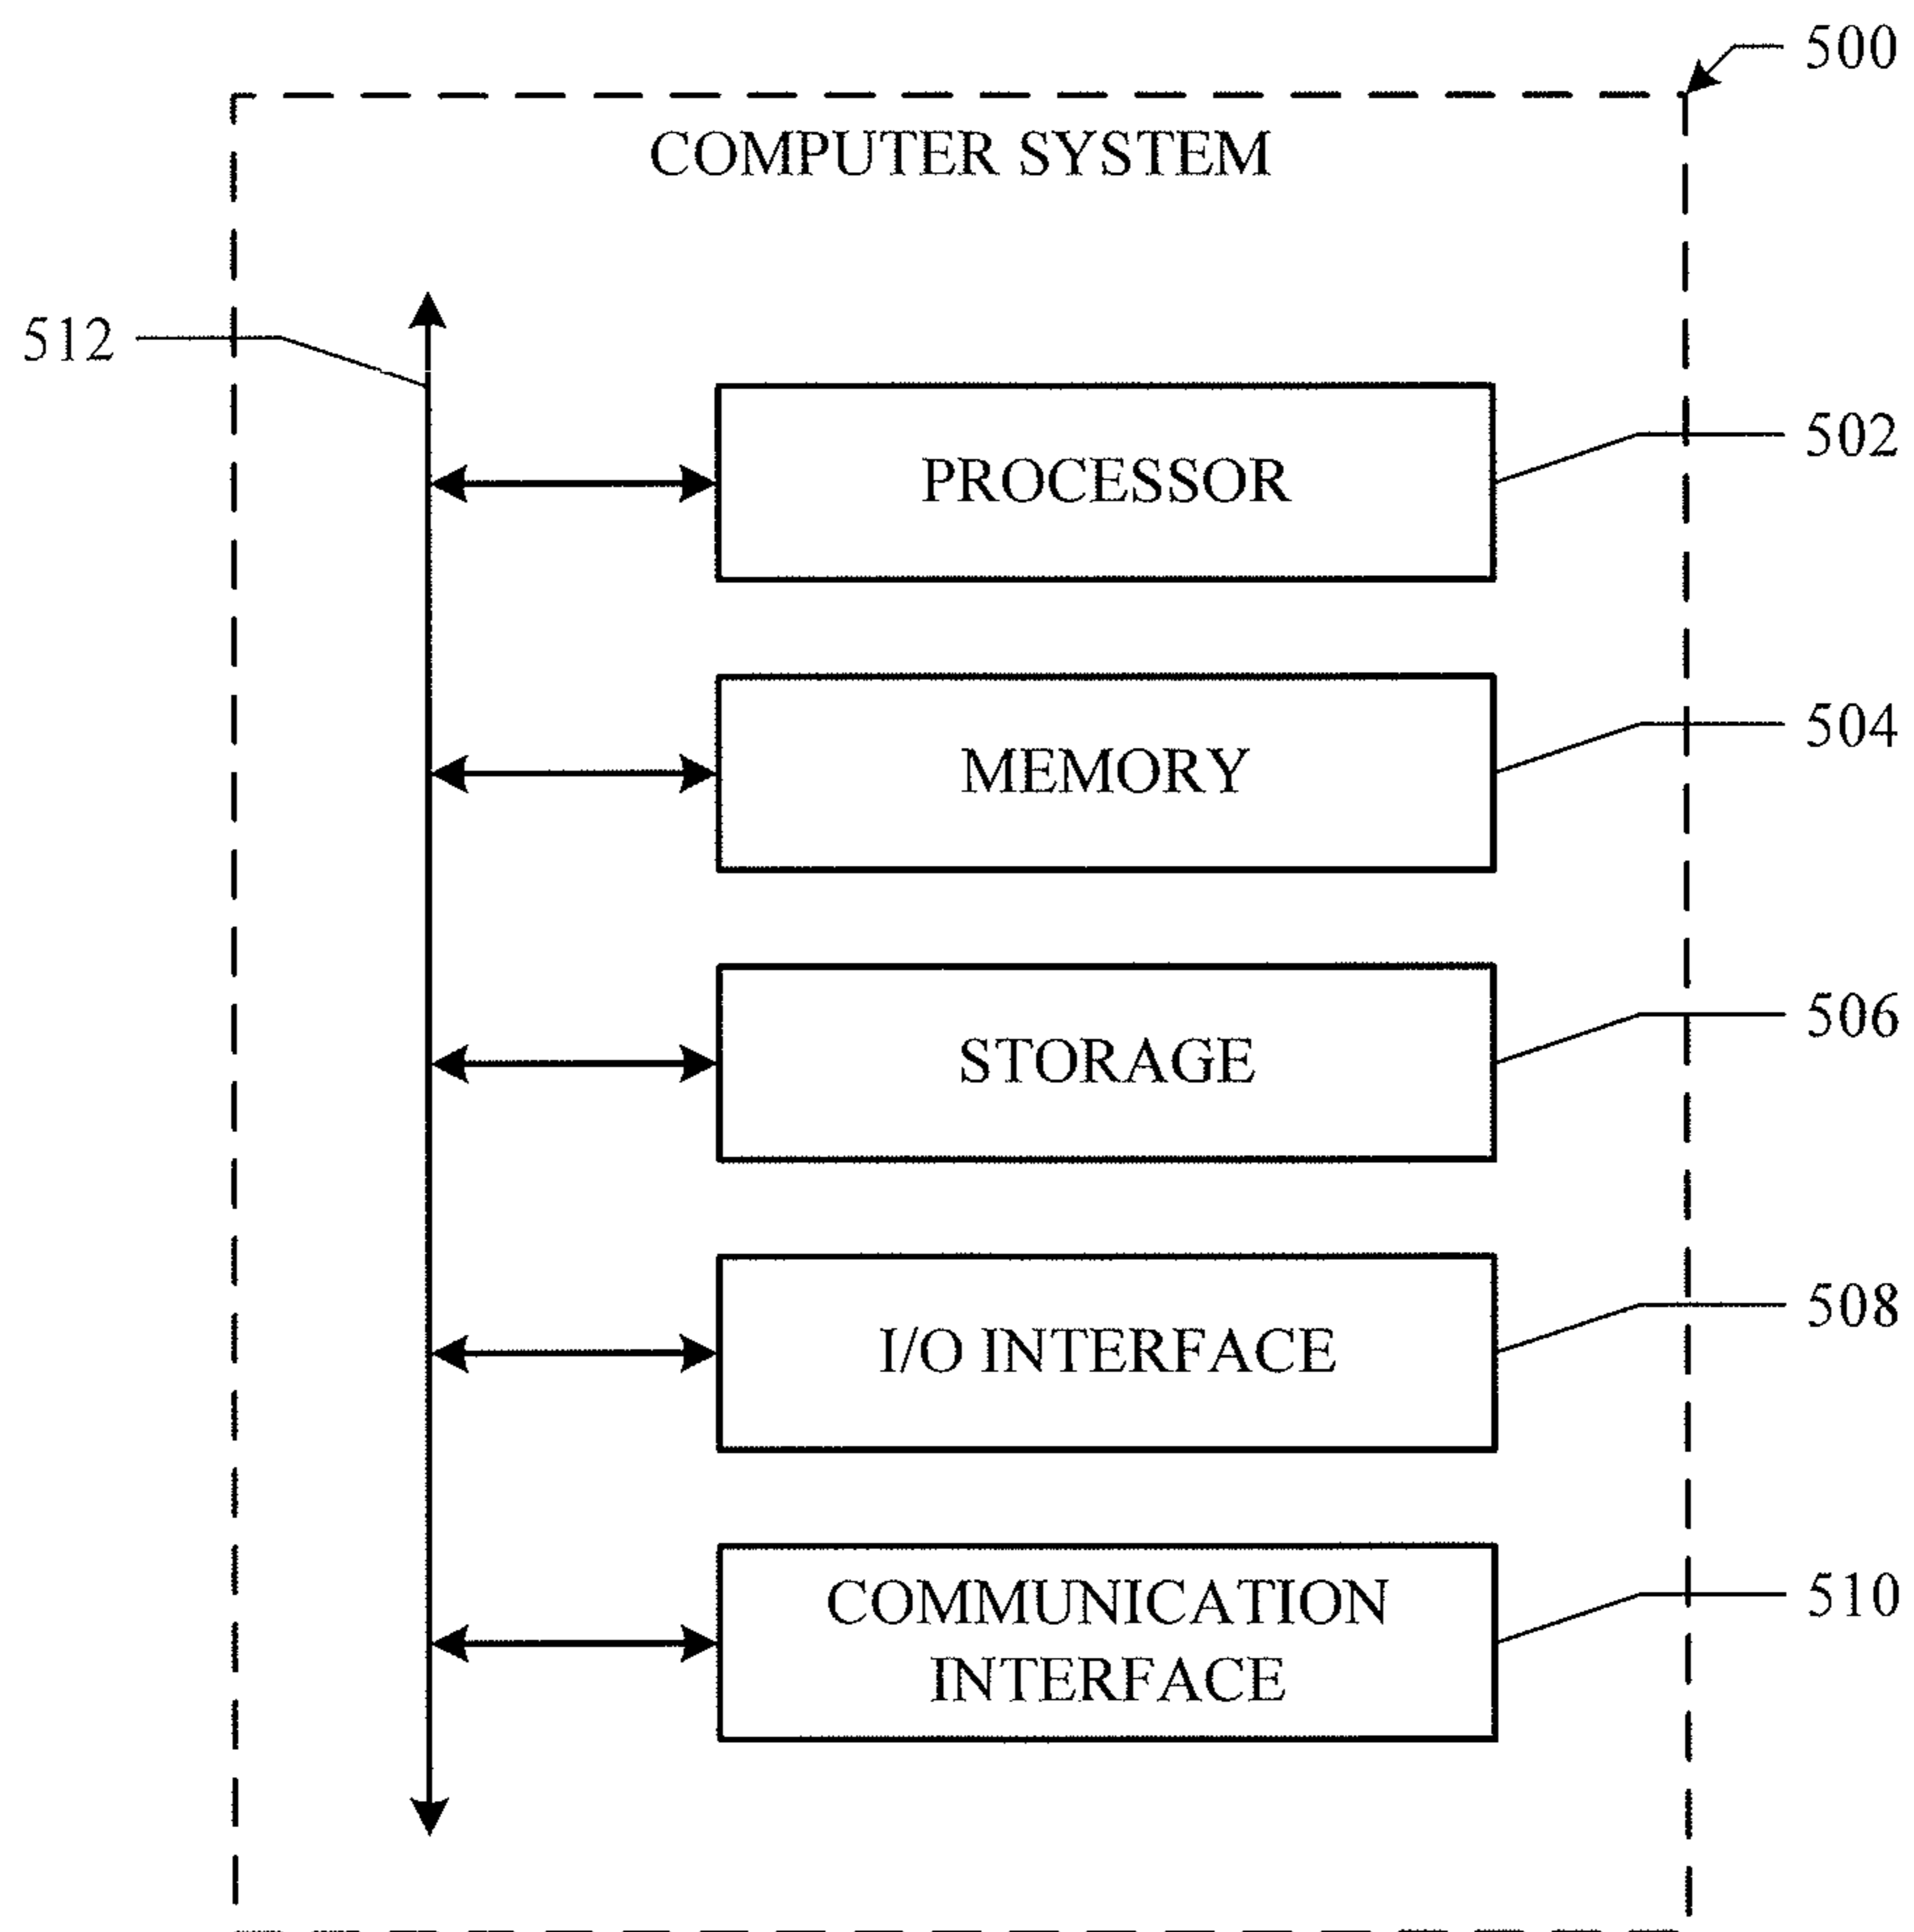 500
COMPUTER SYSTEM
512
PROCESSOR
502
MEMORY
504
STORAGE
506
I/O INTERFACE
508
COMMUNICATION
INTERFACE
510